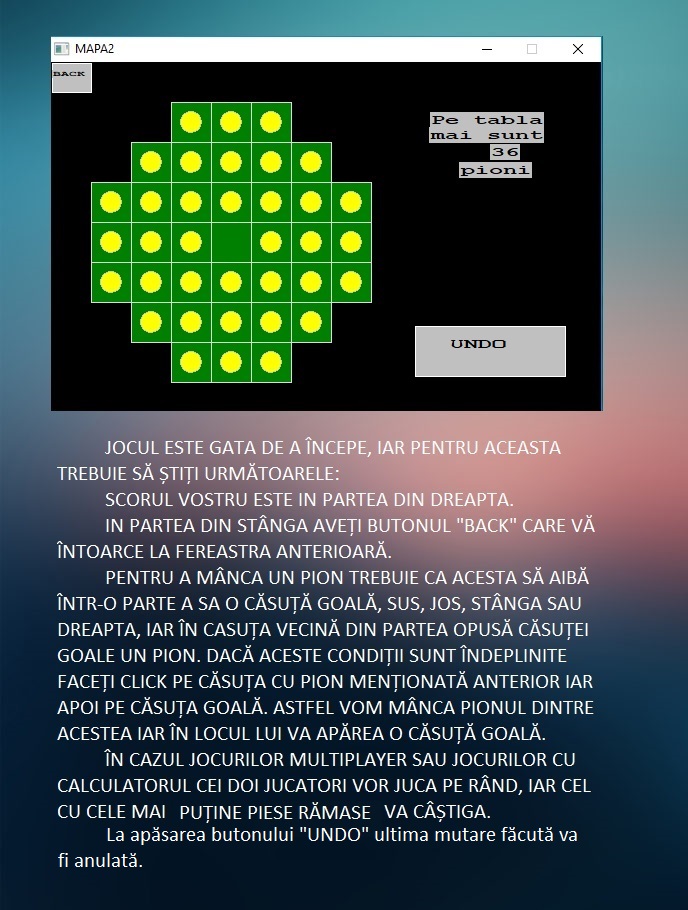 MAPA2
BACK
Pe tabla
mai sunt
36
pioni
UNDO
JOCUL ESTE GATA DE A ÎNCEPE, IAR PENTRU ACEASTA
TREBUIE SĂ ȘTIȚI URMĂTOARELE:
SCORUL VOSTRU ESTE IN PARTEA DIN DREAPTA.
IN PARTEA DIN STÂNGA AVEȚI BUTONUL "BACK" CARE VĂ
ÎNTOARCE LA FEREASTRA ANTERIOARĂ.
PENTRU A MÂNCA UN PION TREBUIE CA ACESTA SĂ AIBĂ
ÎNTR-O PARTE A SA O CĂSUȚĂ GOALĂ, SUS, JOS, STÂNGA SAU
DREAPTA, IAR ÎN CASUȚA VECINĂ DIN PARTEA OPUSĂ CĂSUȚEI
GOALE UN PION. DACĂ ACESTE CONDIȚII SUNT ÎNDEPLINITE
FACEȚI CLICK PE CĂSUȚA CU PION MENȚIONATĂ ANTERIOR IAR
APOI PE CĂSUȚA GOALĂ. ASTFEL VOM MÂNCA PIONUL DINTRE
ACESTEA IAR ÎN LOCUL LUI VA APĂREA O CĂSUȚĂ GOALĂ.
ÎN CAZUL JOCURILOR MULTIPLAYER SAU JOCURILOR CU
CALCULATORUL CEI DOI JUCATORI VOR JUCA PE RÂND, IAR CEL
CU CELE MAI PUȚINE PIESE RĂMASE VA CÂȘTIGA.
La apăsarea butonului "UNDO" ultima mutare făcută va
fi anulată.